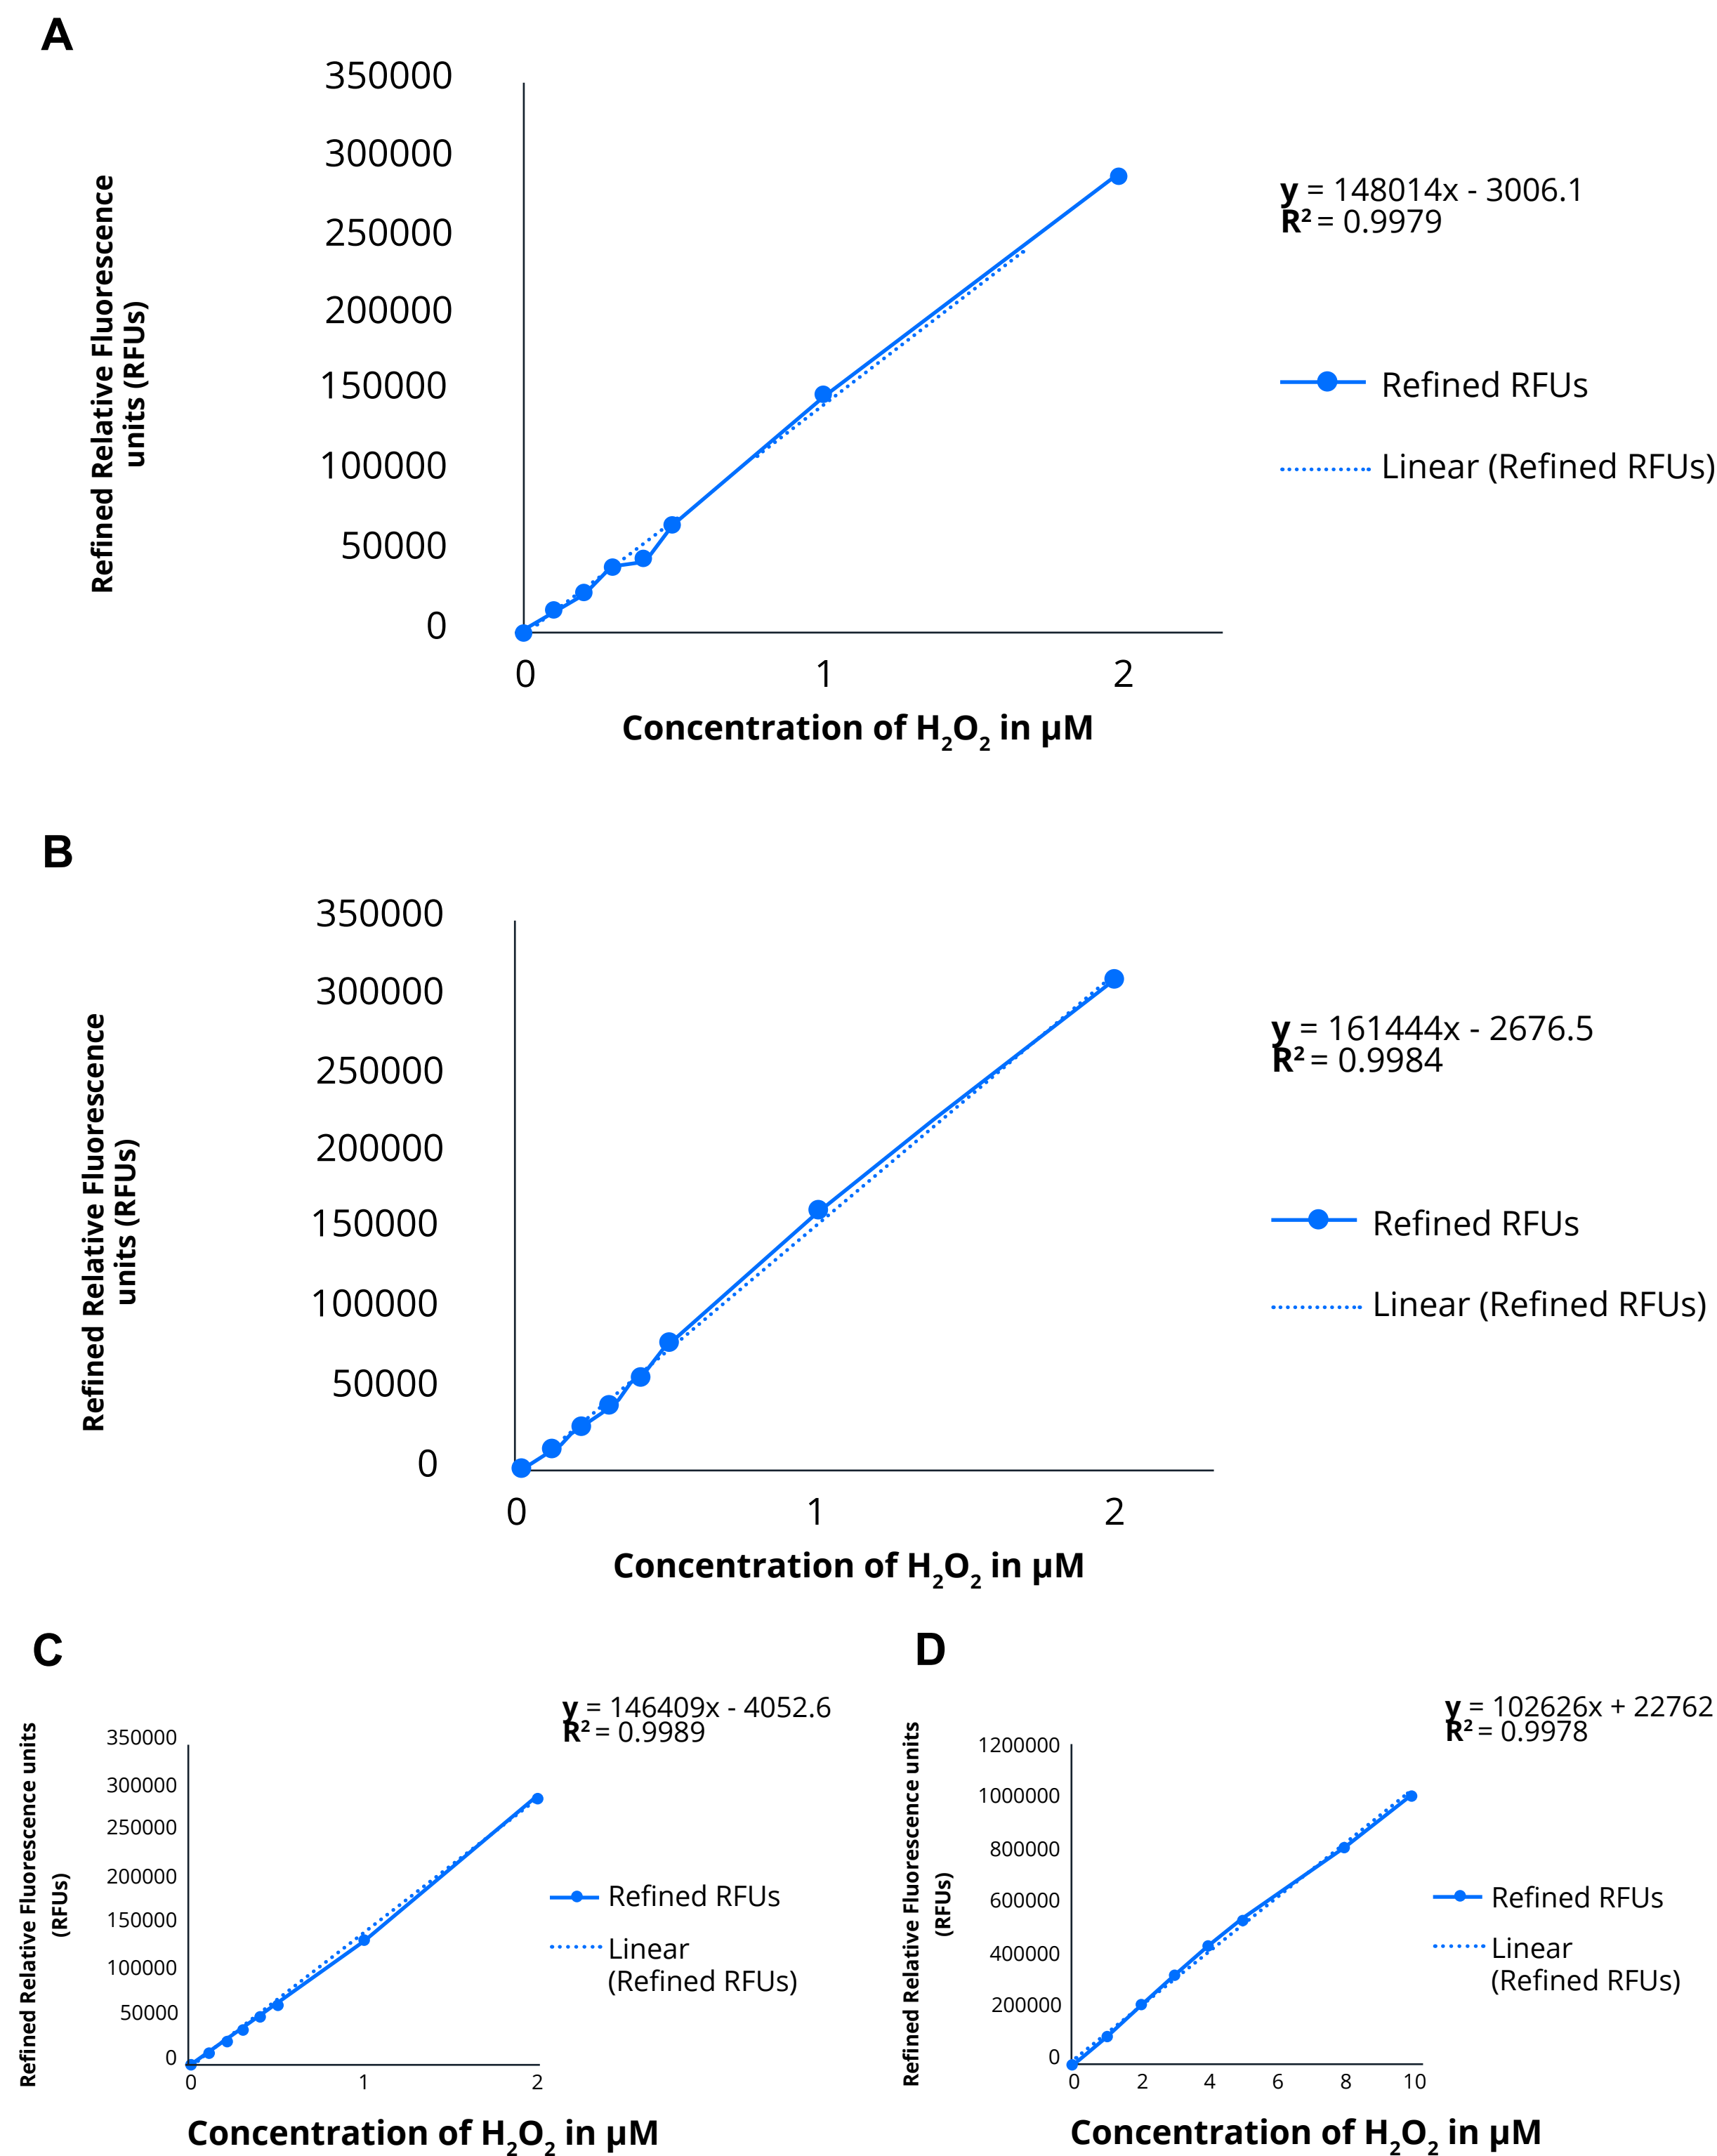 A
350000
300000
250000
200000
150000
100000
50000
0
Refined Relative Fluorescence
units (RFUs)
0 1 2
Concentration of H₂O₂ in µM
y = 148014x - 3006.1
R² = 0.9979
Refined RFUs
Linear (Refined RFUs)
B
350000
300000
250000
200000
150000
100000
50000
0
Refined Relative Fluorescence
units (RFUs)
0 1 2
Concentration of H₂O₂ in µM
y = 161444x - 2676.5
R² = 0.9984
Refined RFUs
Linear (Refined RFUs)
C
y = 146409x - 4052.6
R² = 0.9989
350000
300000
250000
200000
150000
100000
50000
0
Refined Relative Fluorescence units
(RFUs)
0 1 2
Concentration of H₂O₂ in µM
Refined RFUs
Linear
(Refined RFUs)
D
y = 102626x + 22762
R² = 0.9978
1200000
1000000
800000
600000
400000
200000
0
Refined Relative Fluorescence units
(RFUs)
0 2 4 6 8 10
Concentration of H₂O₂ in µM
Refined RFUs
Linear
(Refined RFUs)